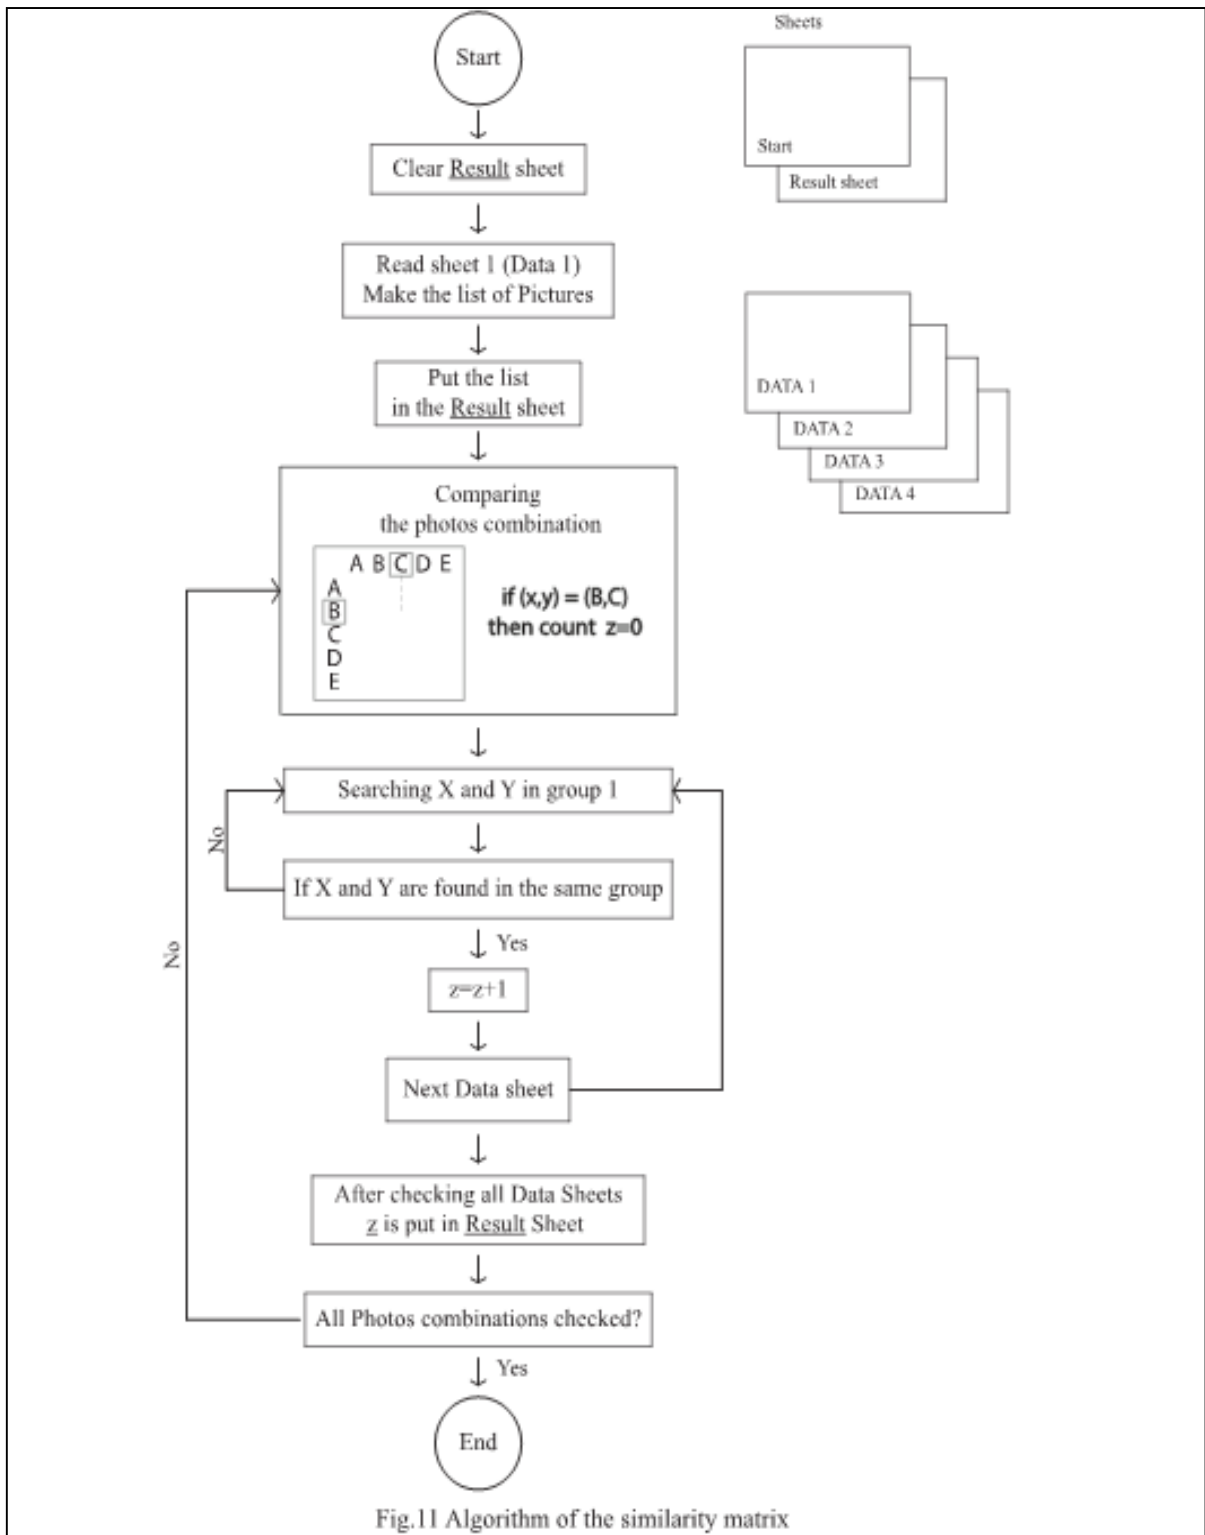 Start
Clear Result sheet
Read sheet 1 (Data 1)
Make the list of Pictures
Put the list
in the Result sheet
Comparing
the photos combination
A B C D E
A
B
C
D
E
if (x,y) = (B,C)
then count z=0
Searching X and Y in group 1
No
If X and Y are found in the same group
Yes
No
z=z+1
Next Data sheet
After checking all Data Sheets
z is put in Result Sheet
All Photos combinations checked?
Yes
End
Sheets
Start
Result sheet
DATA 1
DATA 2
DATA 3
DATA 4
Fig.11 Algorithm of the similarity matrix